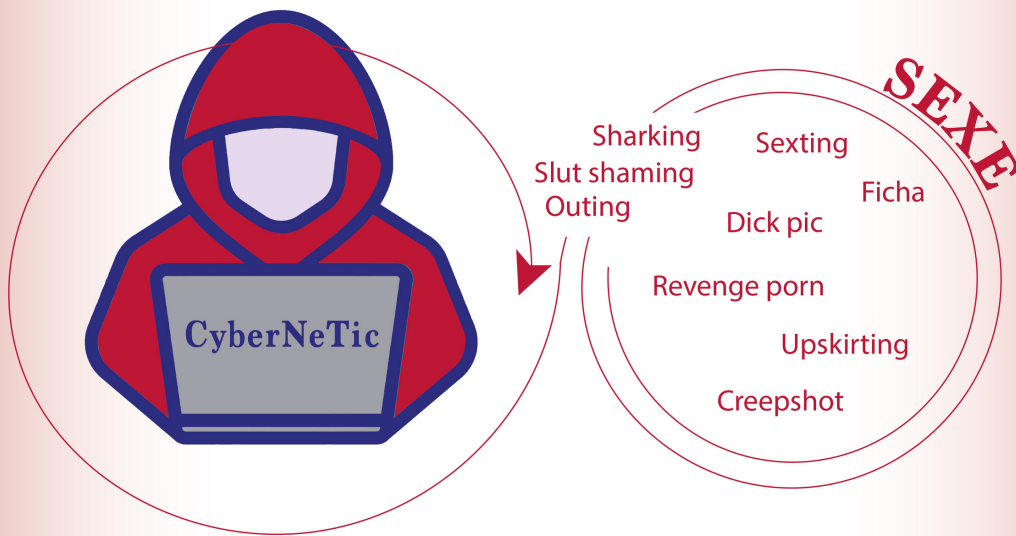 CyberNeTic
SEXE
Sharking
Sexting
Slut shaming
Ficha
Outing
Dick pic
Revenge porn
Upskirting
Creepshot